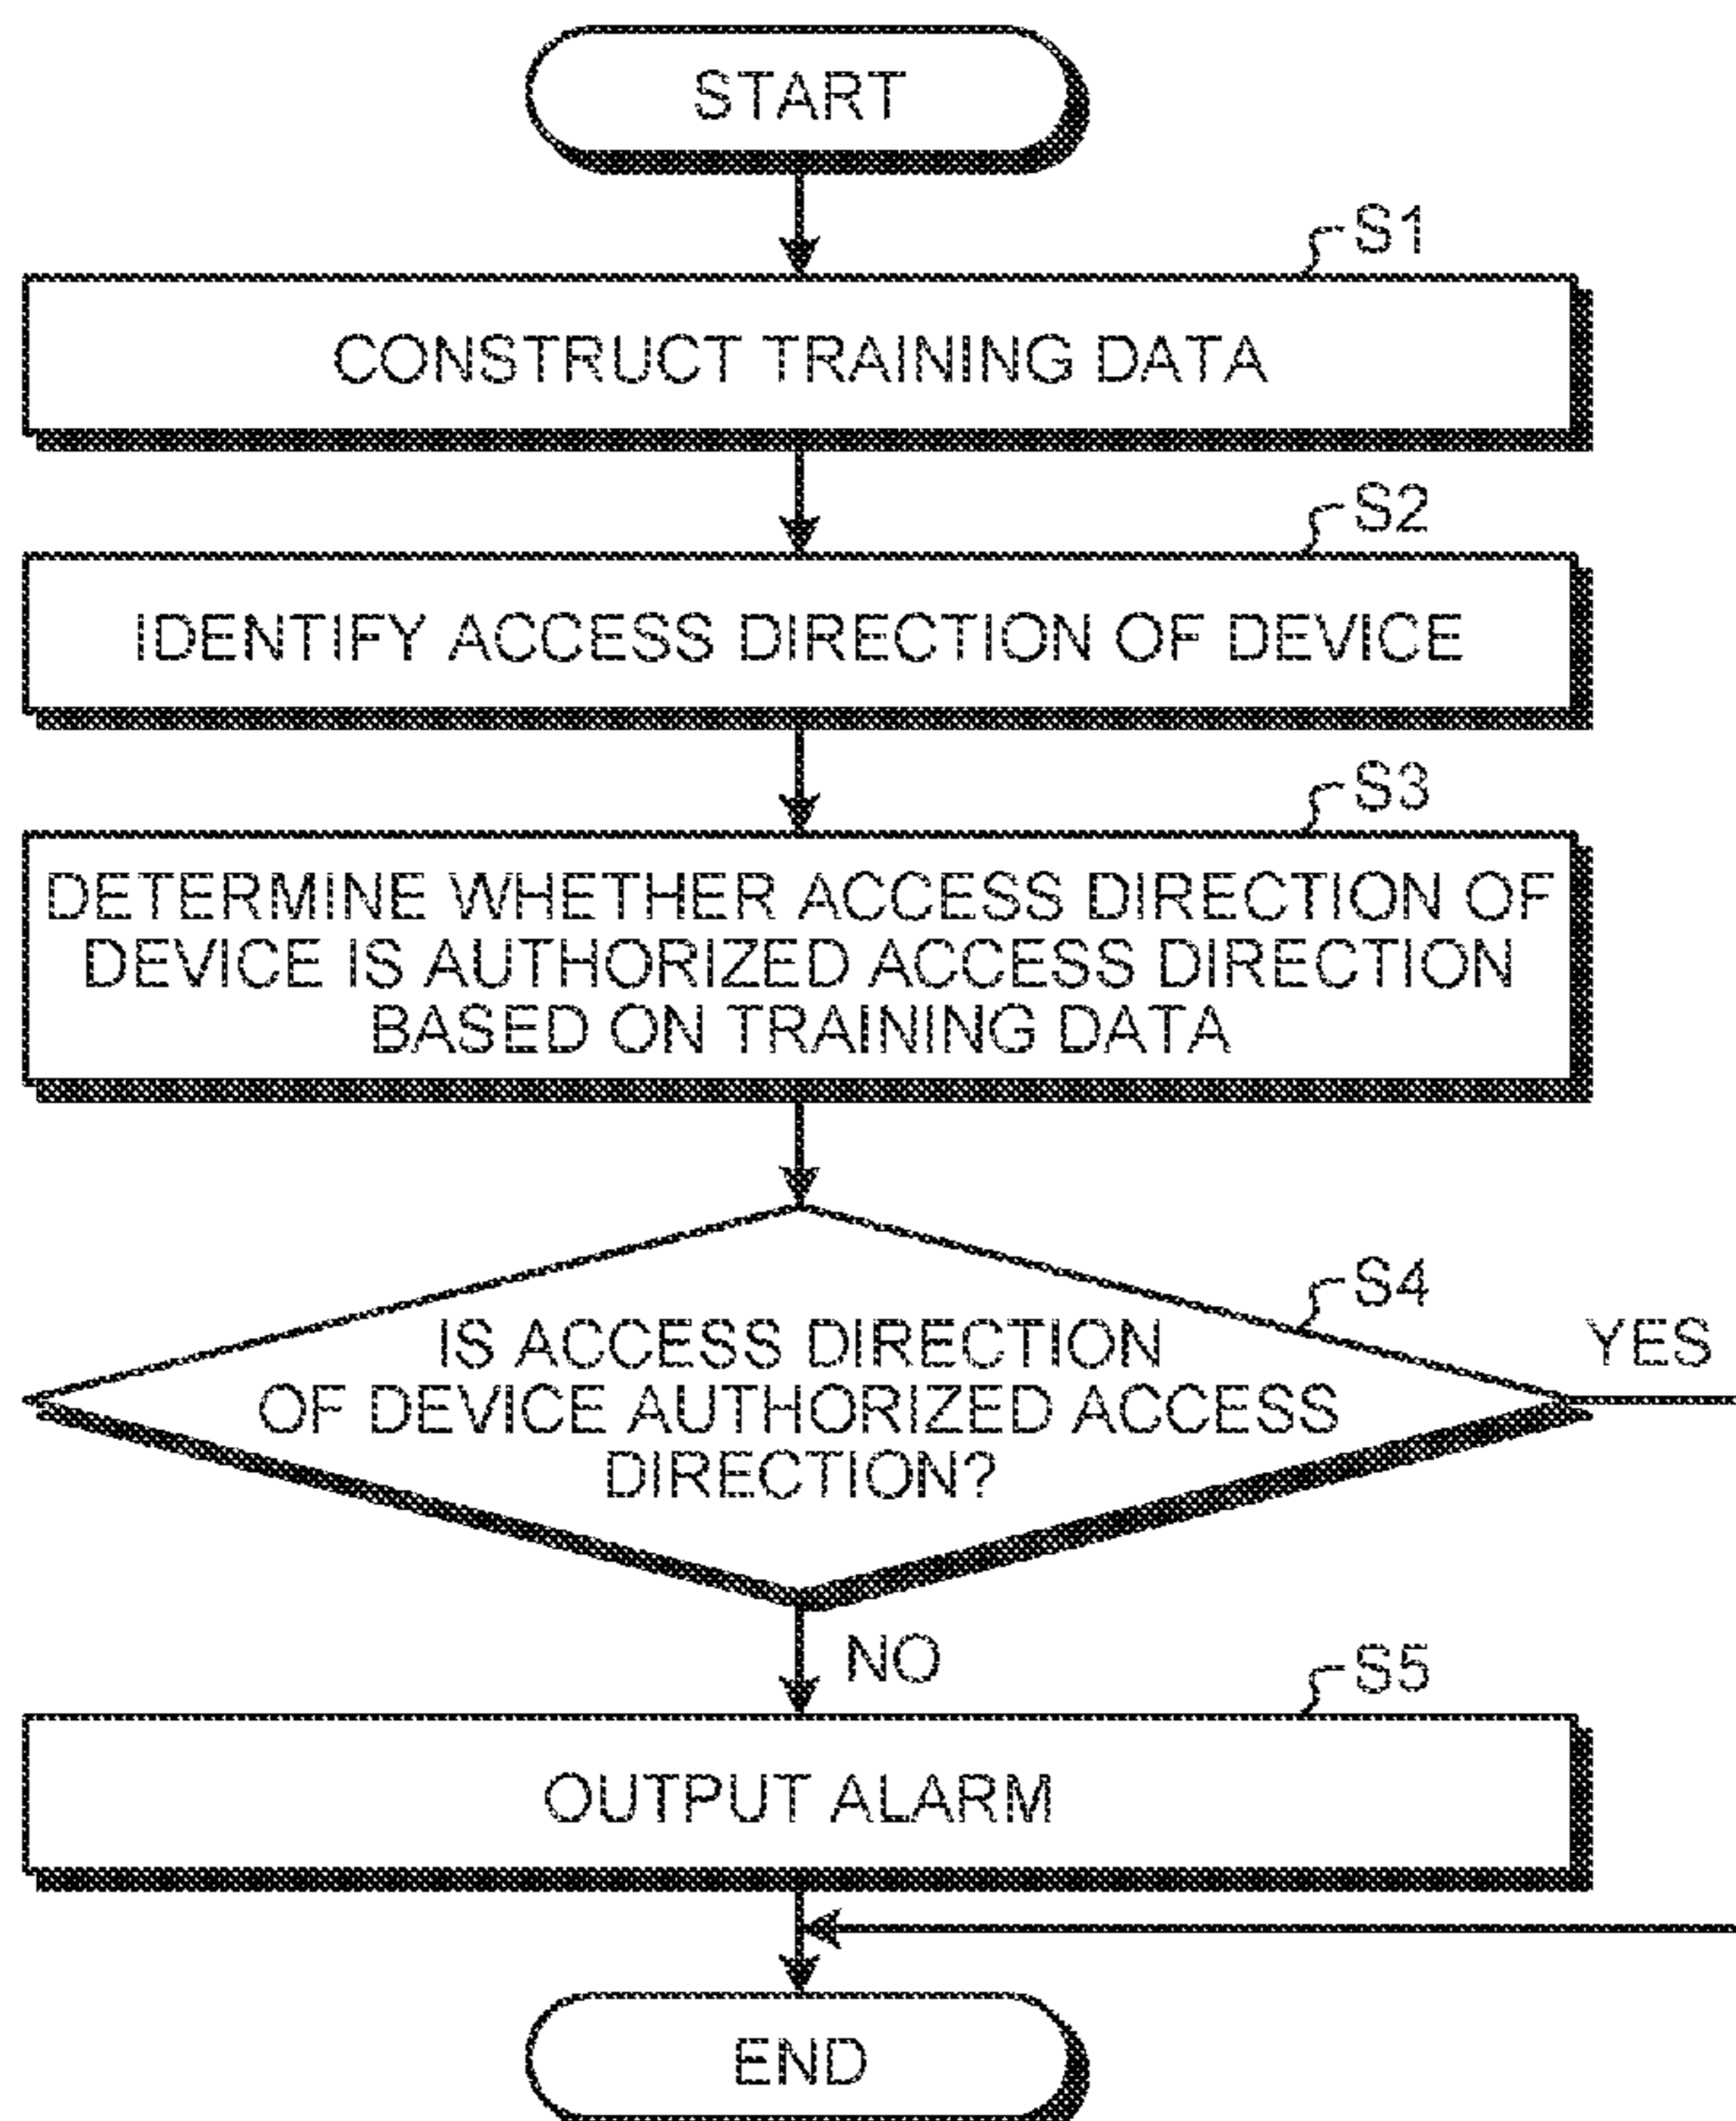 START
S1
CONSTRUCT TRAINING DATA
S2
IDENTIFY ACCESS DIRECTION OF DEVICE
S3
DETERMINE WHETHER ACCESS DIRECTION OF
DEVICE IS AUTHORIZED ACCESS DIRECTION
BASED ON TRAINING DATA
S4
IS ACCESS DIRECTION
OF DEVICE AUTHORIZED ACCESS
DIRECTION?
YES
NO
S5
OUTPUT ALARM
END